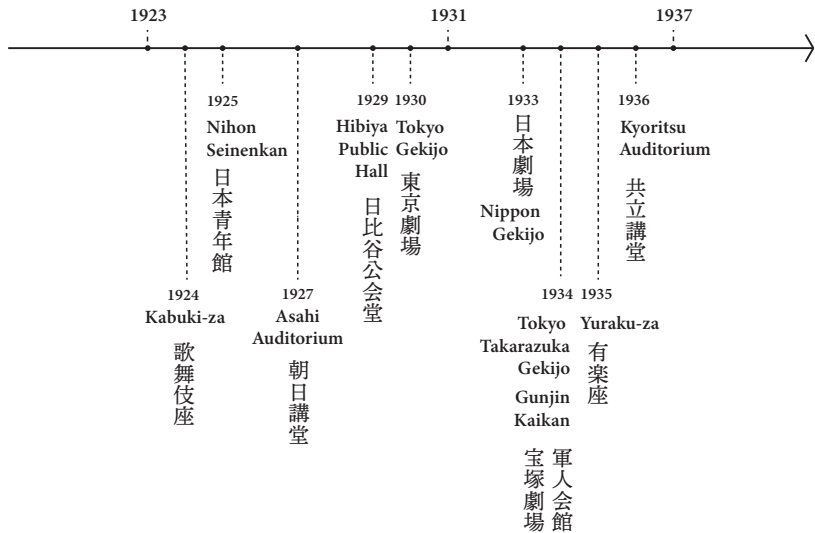 1923
1931
1937
1925
Nihon
Seinenkan
日本青年館
1929
Hibiya
Public
Hall
日比谷公会堂
1930
Tokyo
Gekijo
東京劇場
1933
日本劇場
Nippon
Gekijo
1936
Kyoritsu
Auditorium
共立講堂
1924
Kabuki-za
歌舞伎座
1927
Asahi
Auditorium
朝日講堂
1934
Tokyo
Takarazuka
Gekijo
Gunjin
Kaikan
軍人会館
宝塚劇場
1935
Yuraku-za
有楽座